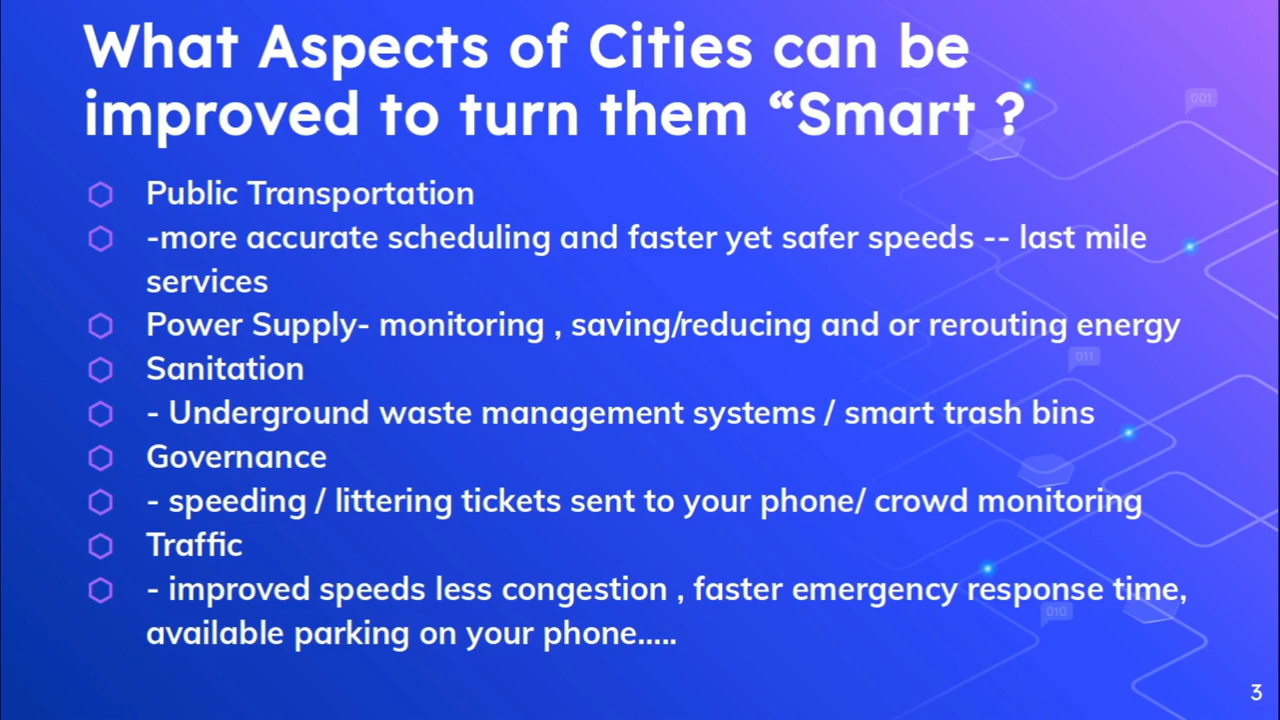 What Aspects of Cities can be
improved to turn them “Smart ?
Public Transportation
-more accurate scheduling and faster yet safer speeds -- last mile
services
Power Supply- monitoring , saving/reducing and or rerouting energy
Sanitation
- Underground waste management systems / smart trash bins
Governance
- speeding / littering tickets sent to your phone/ crowd monitoring
Traffic
- improved speeds less congestion , faster emergency response time,
available parking on your phone.....
001
011
010
3